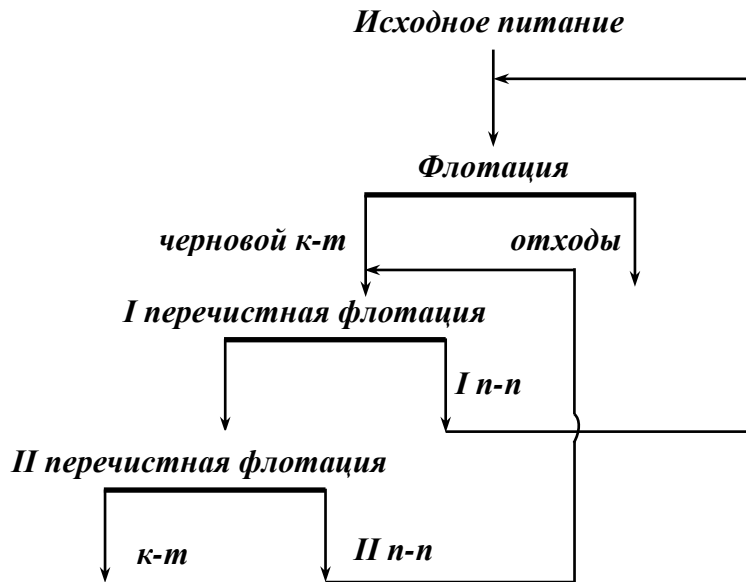 Исходное питание
Флотация
черновой к-т
отходы
I перечистная флотация
I п-п
II перечистная флотация
к-т
II п-п